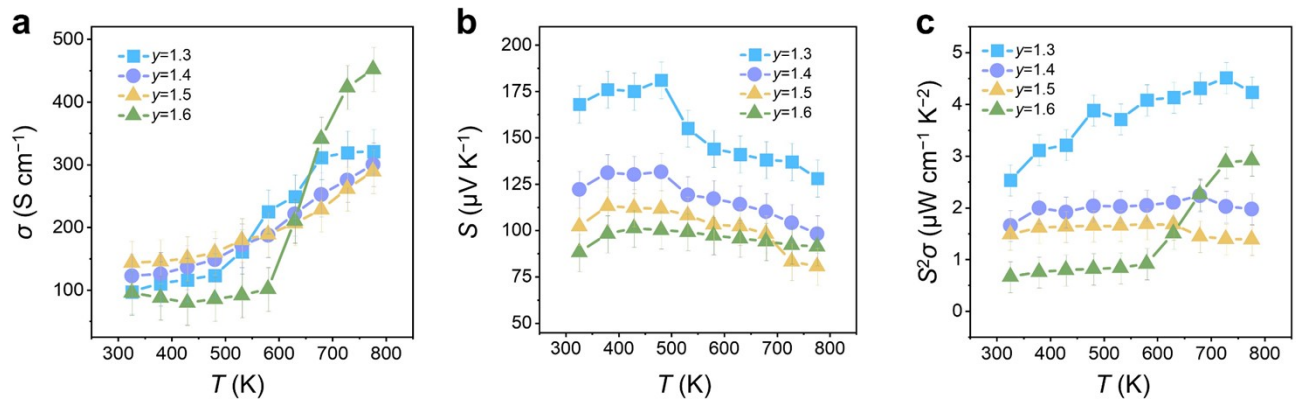 a
500
400
300
200
100
σ (S cm⁻¹)
y=1.3
y=1.4
y=1.5
y=1.6
300 400 500 600 700 800
T (K)
b
200
175
150
125
100
75
50
S (μV K⁻¹)
y=1.3
y=1.4
y=1.5
y=1.6
300 400 500 600 700 800
T (K)
c
5
4
3
2
1
0
S²σ (μW cm⁻¹ K⁻²)
y=1.3
y=1.4
y=1.5
y=1.6
300 400 500 600 700 800
T (K)